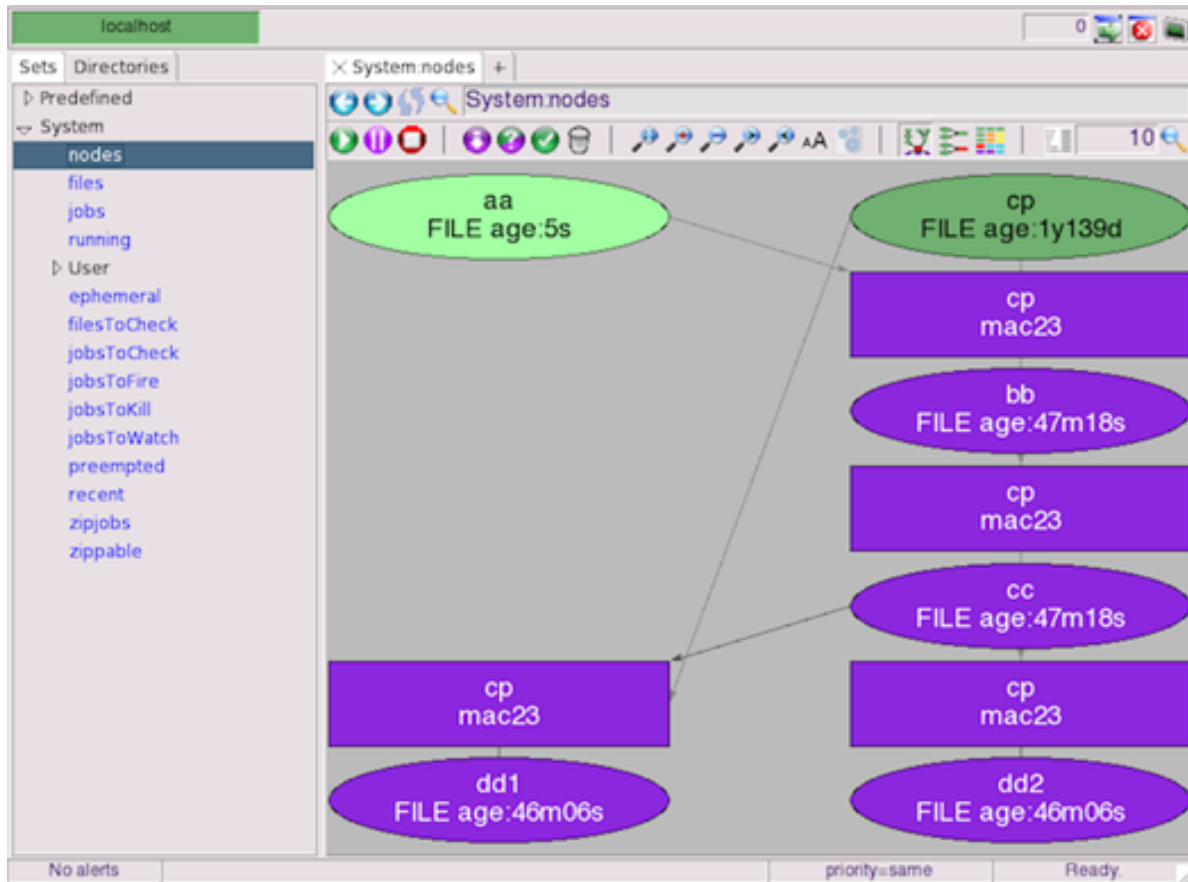 localhost
0
Sets Directories
System:nodes +
Predefined
System
nodes
files
jobs
running
User
ephemeral
filesToCheck
jobsToCheck
jobsToFire
jobsToKill
jobsToWatch
preempted
recent
zipjobs
zippable
System:nodes
AA
10
aa
FILE age:5s
cp
FILE age:1y139d
cp
mac23
bb
FILE age:47m18s
cp
mac23
cc
FILE age:47m18s
cp
mac23
cp
mac23
dd1
FILE age:46m06s
dd2
FILE age:46m06s
No alerts
priority=same
Ready.